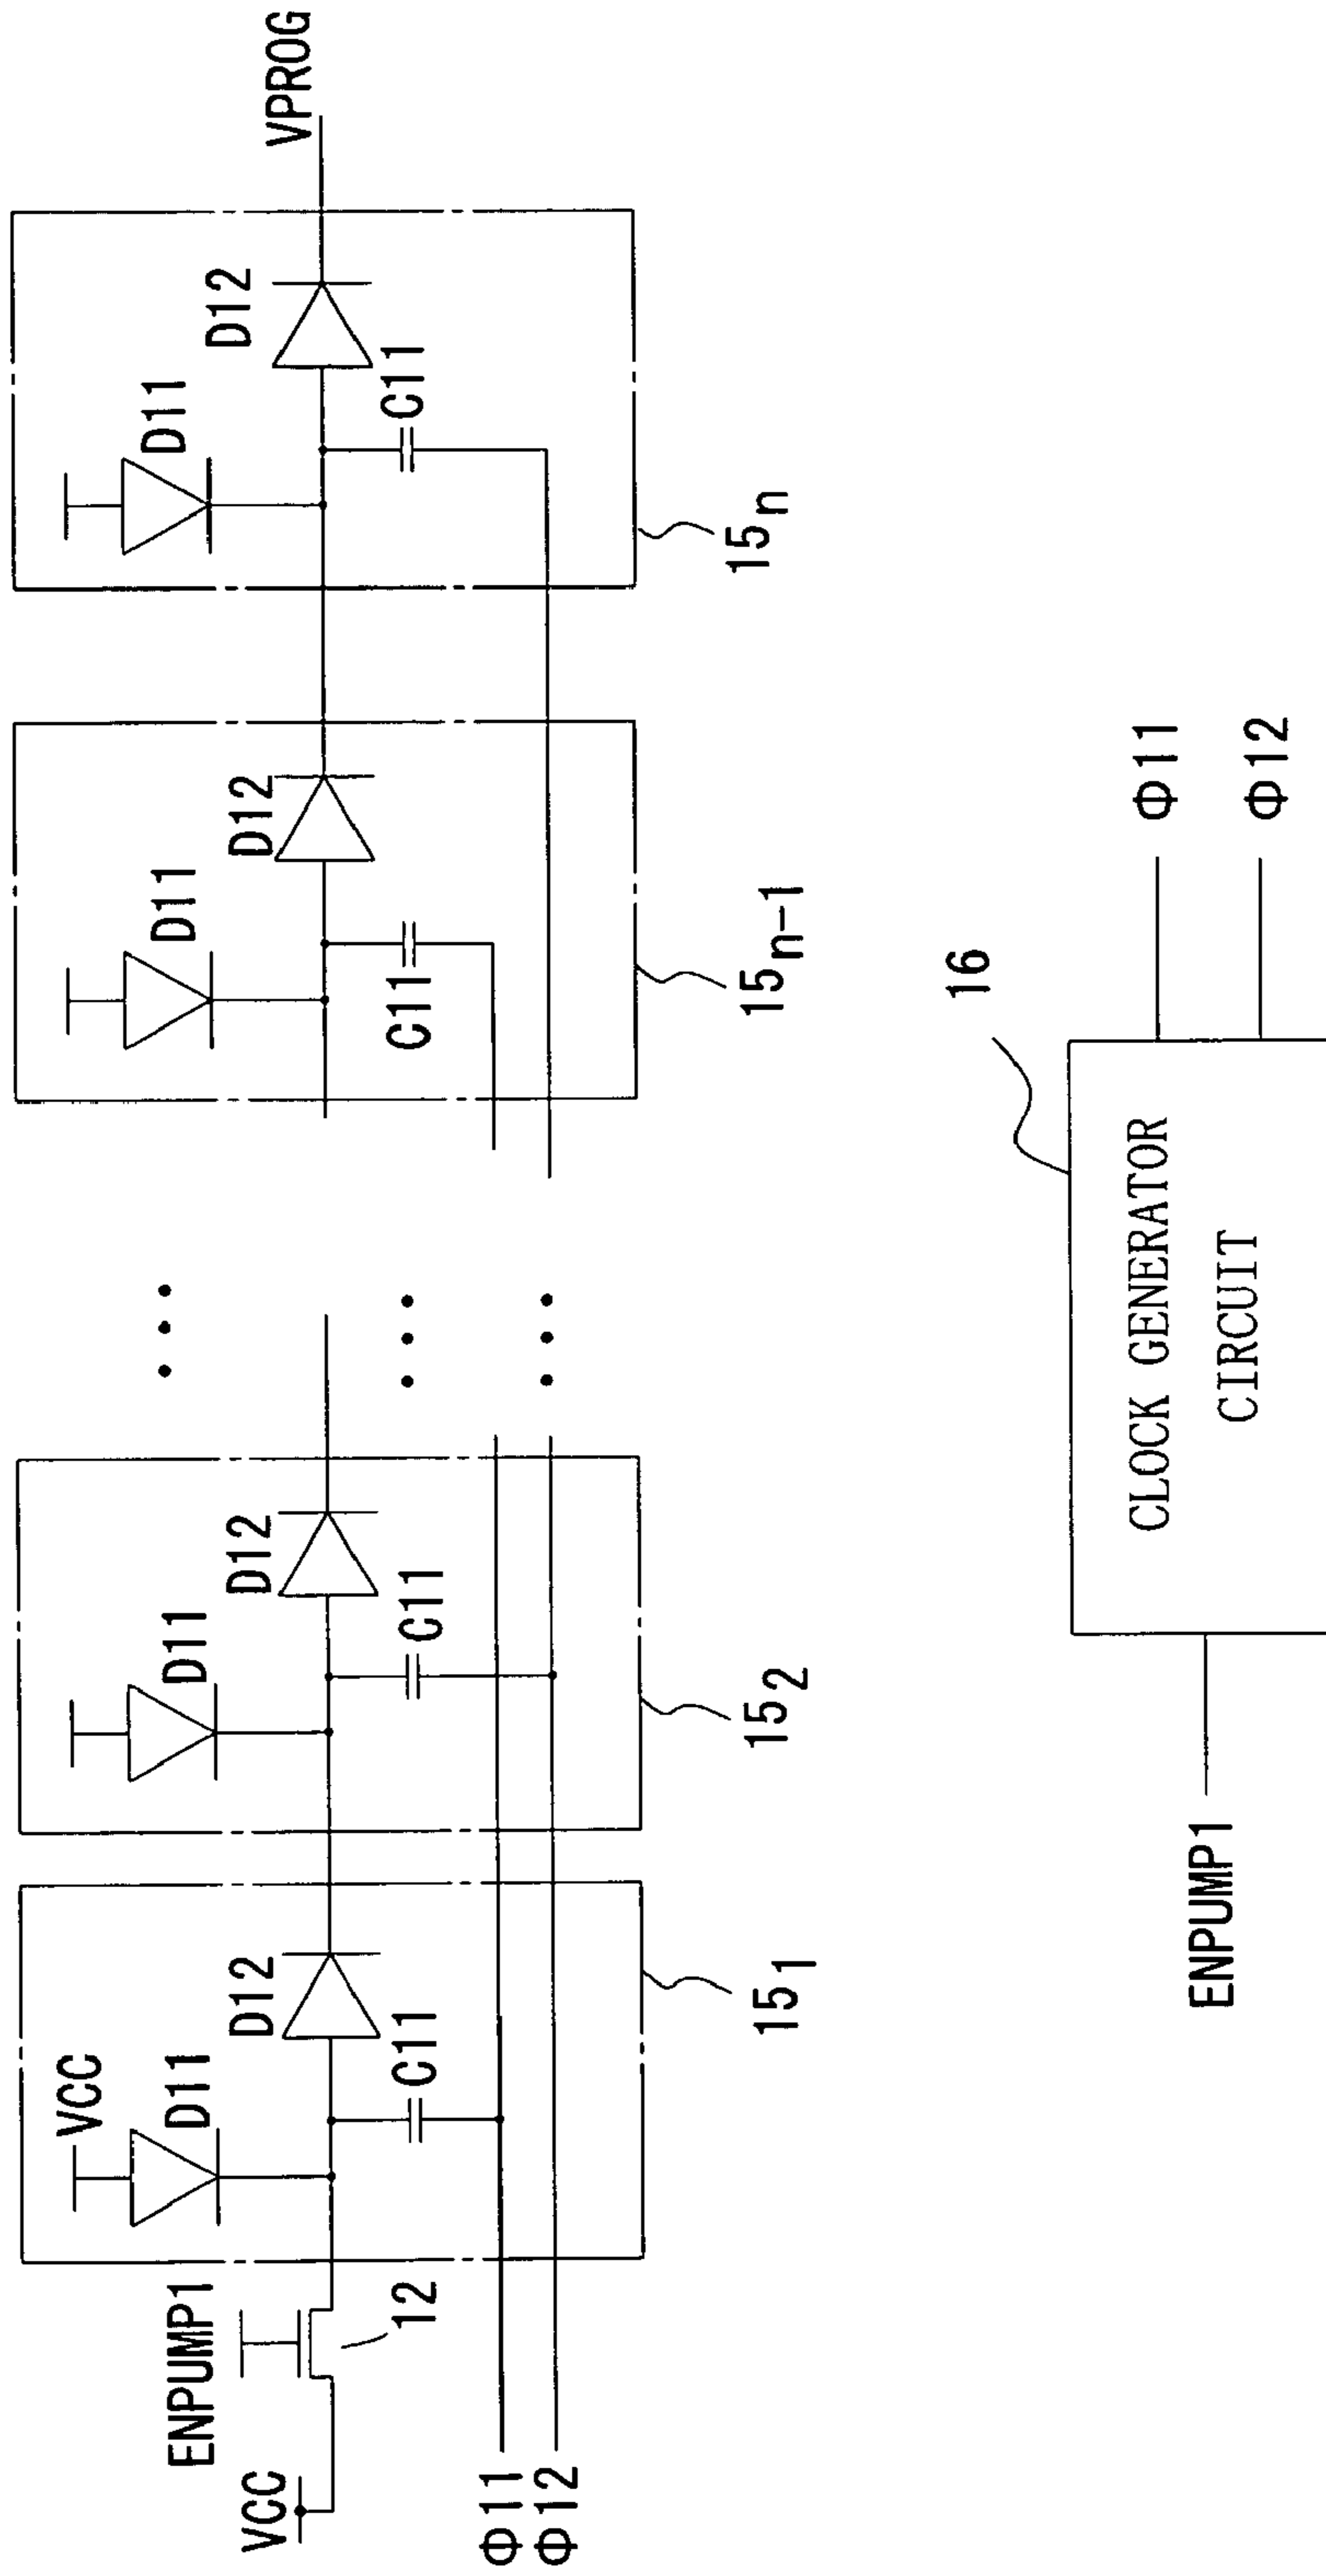 VCC
ENPUMP1
12
Φ11
Φ12
VCC
D11
D12
C11
15₁
D11
D12
C11
15₂
D11
D12
C11
15ₙ₋₁
D11
D12
C11
15ₙ
VPROG
ENPUMP1
CLOCK GENERATOR
CIRCUIT
16
Φ11
Φ12